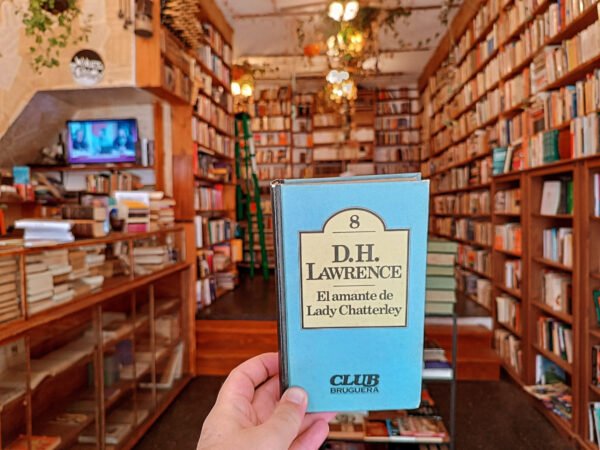 8
D.H.
LAWRENCE
El amante de
Lady Chatterley
CLUB
BRUGUERA